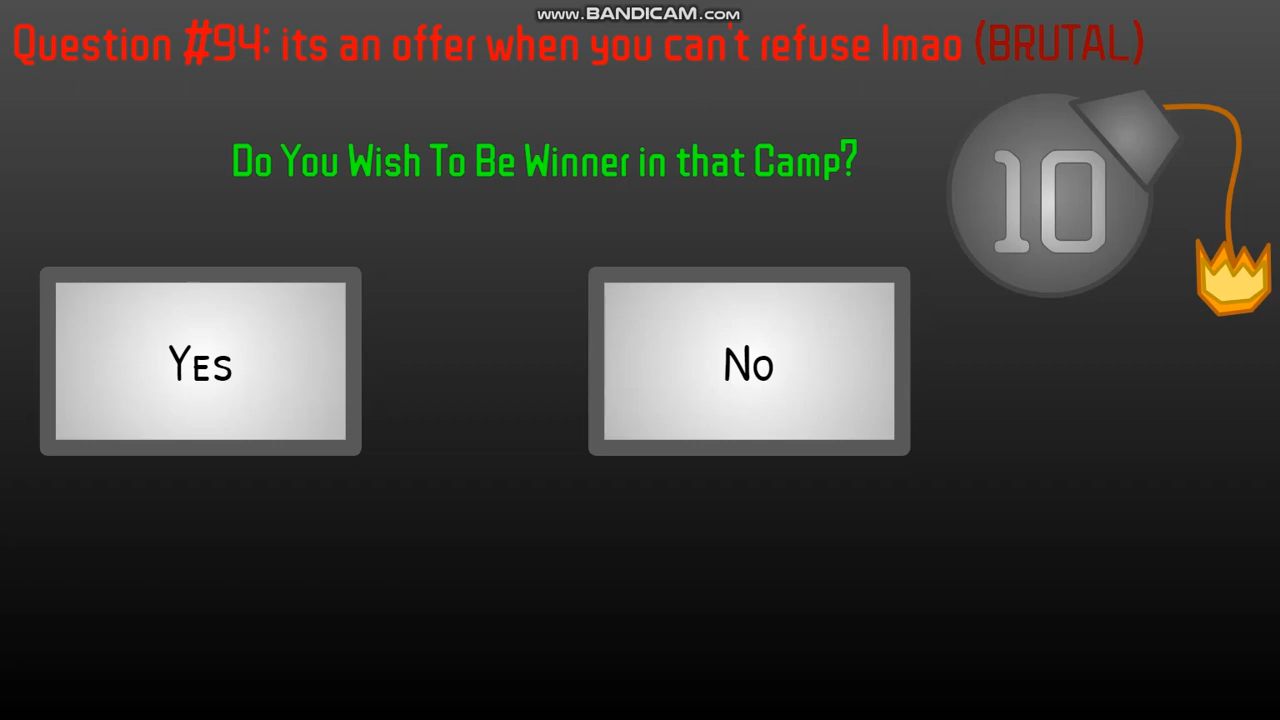 www.BANDICAM.com
Question #94: its an offer when you can't refuse lmao (BRUTAL)
Do You Wish To Be Winner in that Camp?
10
Yes
No